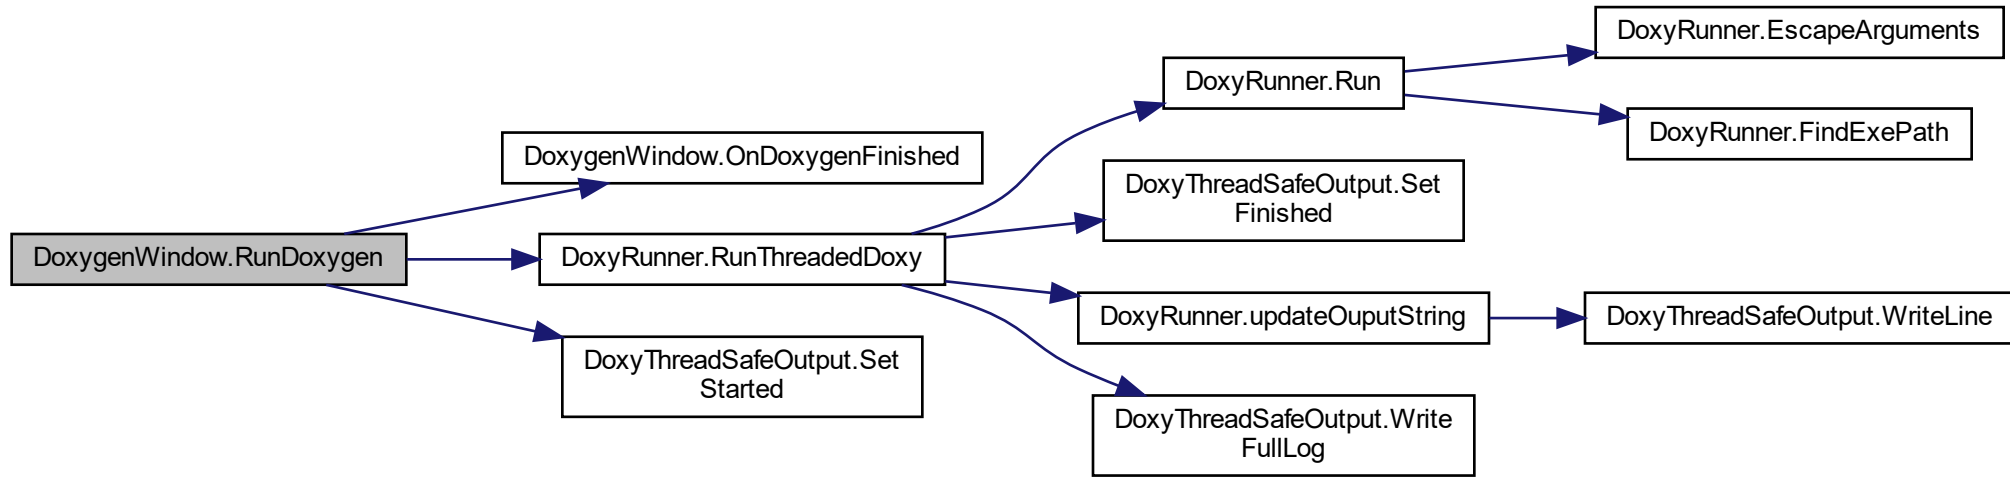 DoxyRunner.EscapeArguments
DoxyRunner.Run
DoxyRunner.FindExePath
DoxygenWindow.OnDoxygenFinished
DoxyThreadSafeOutput.Set
Finished
DoxygenWindow.RunDoxygen
DoxyRunner.RunThreadedDoxy
DoxyRunner.updateOuputString
DoxyThreadSafeOutput.WriteLine
DoxyThreadSafeOutput.Set
Started
DoxyThreadSafeOutput.Write
FullLog